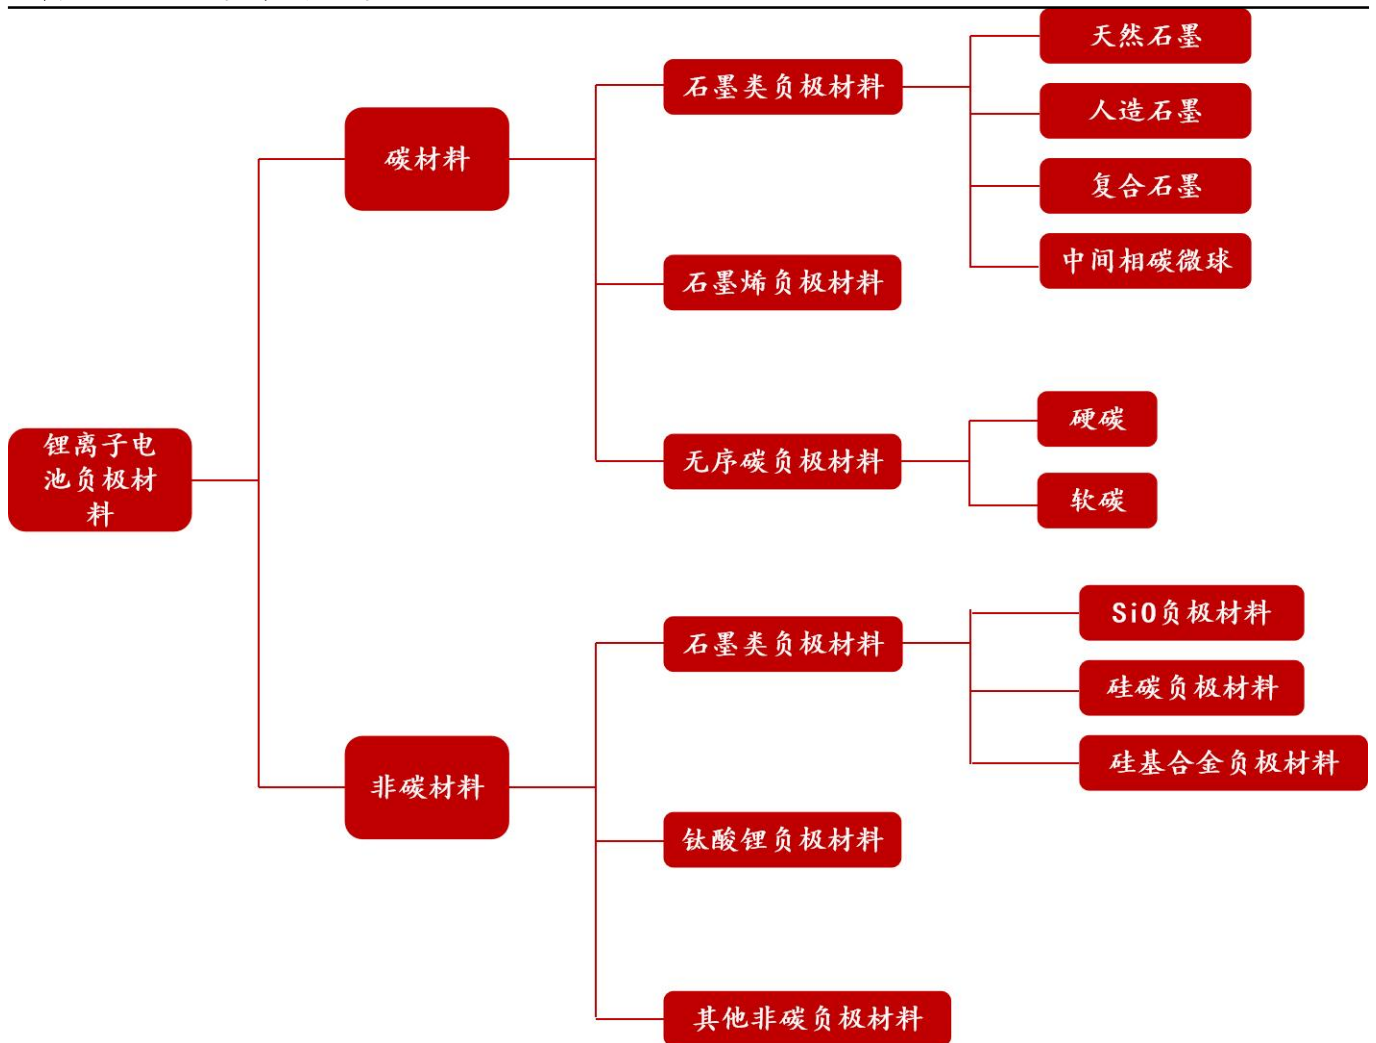 天然石墨
石墨类负极材料
人造石墨
碳材料
复合石墨
中间相碳微球
石墨烯负极材料
硬碳
无序碳负极材料
软碳
锂离子电
池负极材
料
SiO负极材料
石墨类负极材料
硅碳负极材料
硅基合金负极材料
非碳材料
钛酸锂负极材料
其他非碳负极材料